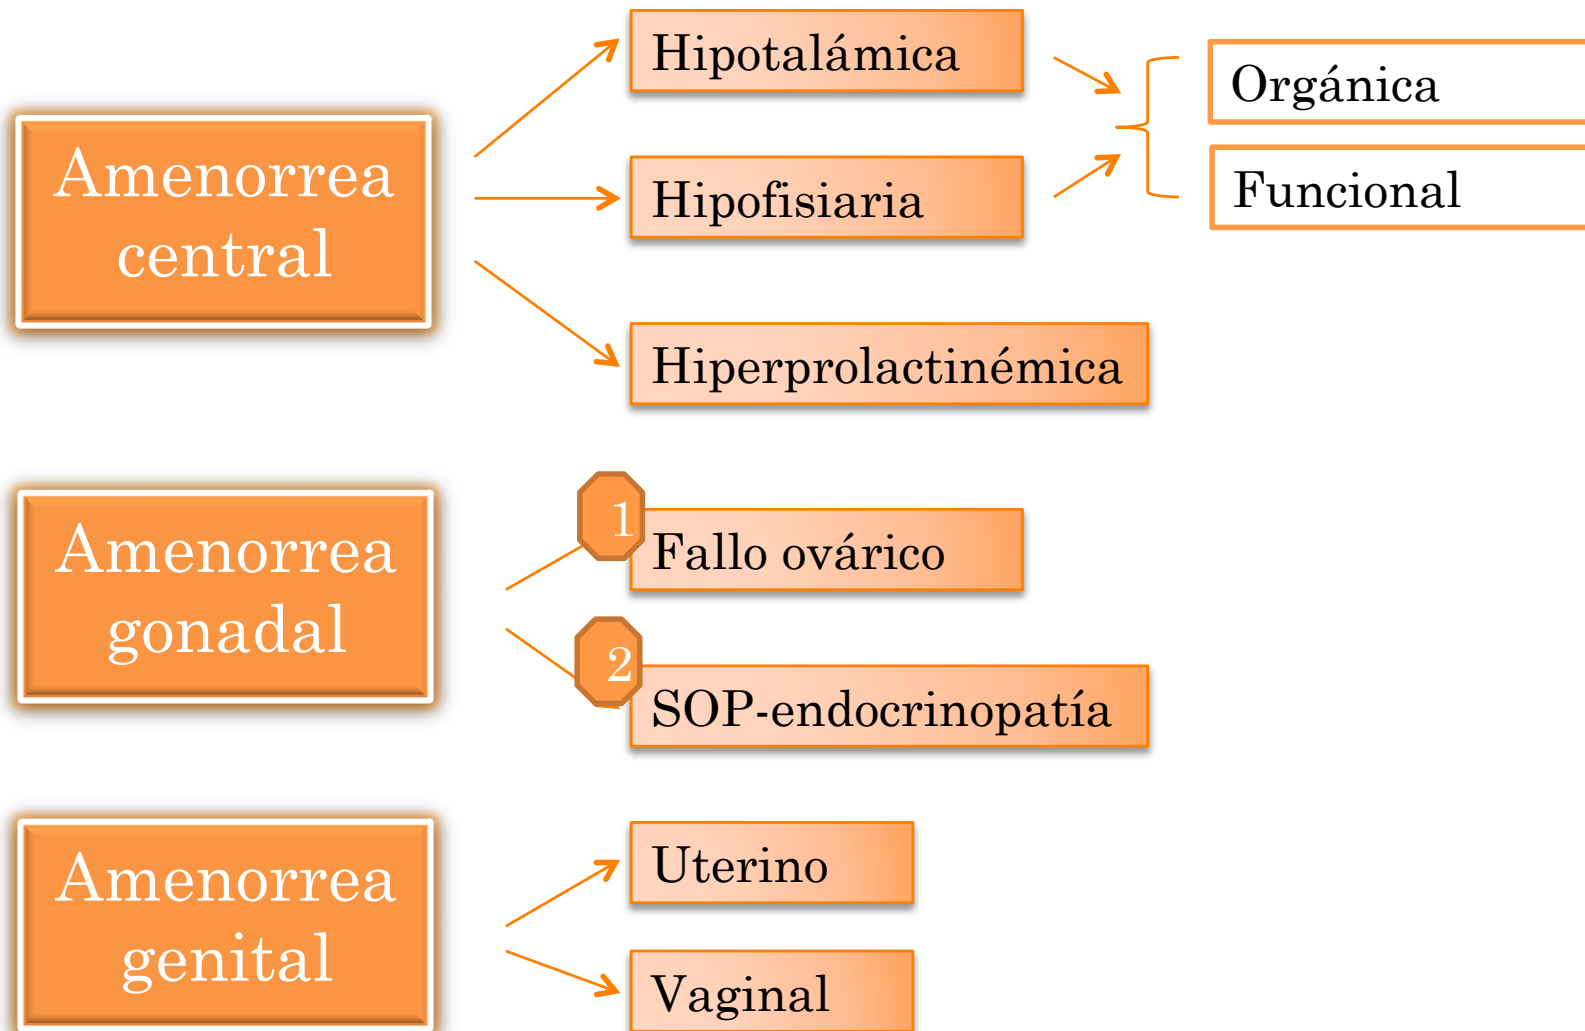 Amenorrea
central
Hipotalámica
Hipofisiaria
Hiperprolactinémica
Orgánica
Funcional
Amenorrea
gonadal
1
Fallo ovárico
2
SOP-endocrinopatía
Amenorrea
genital
Uterino
Vaginal